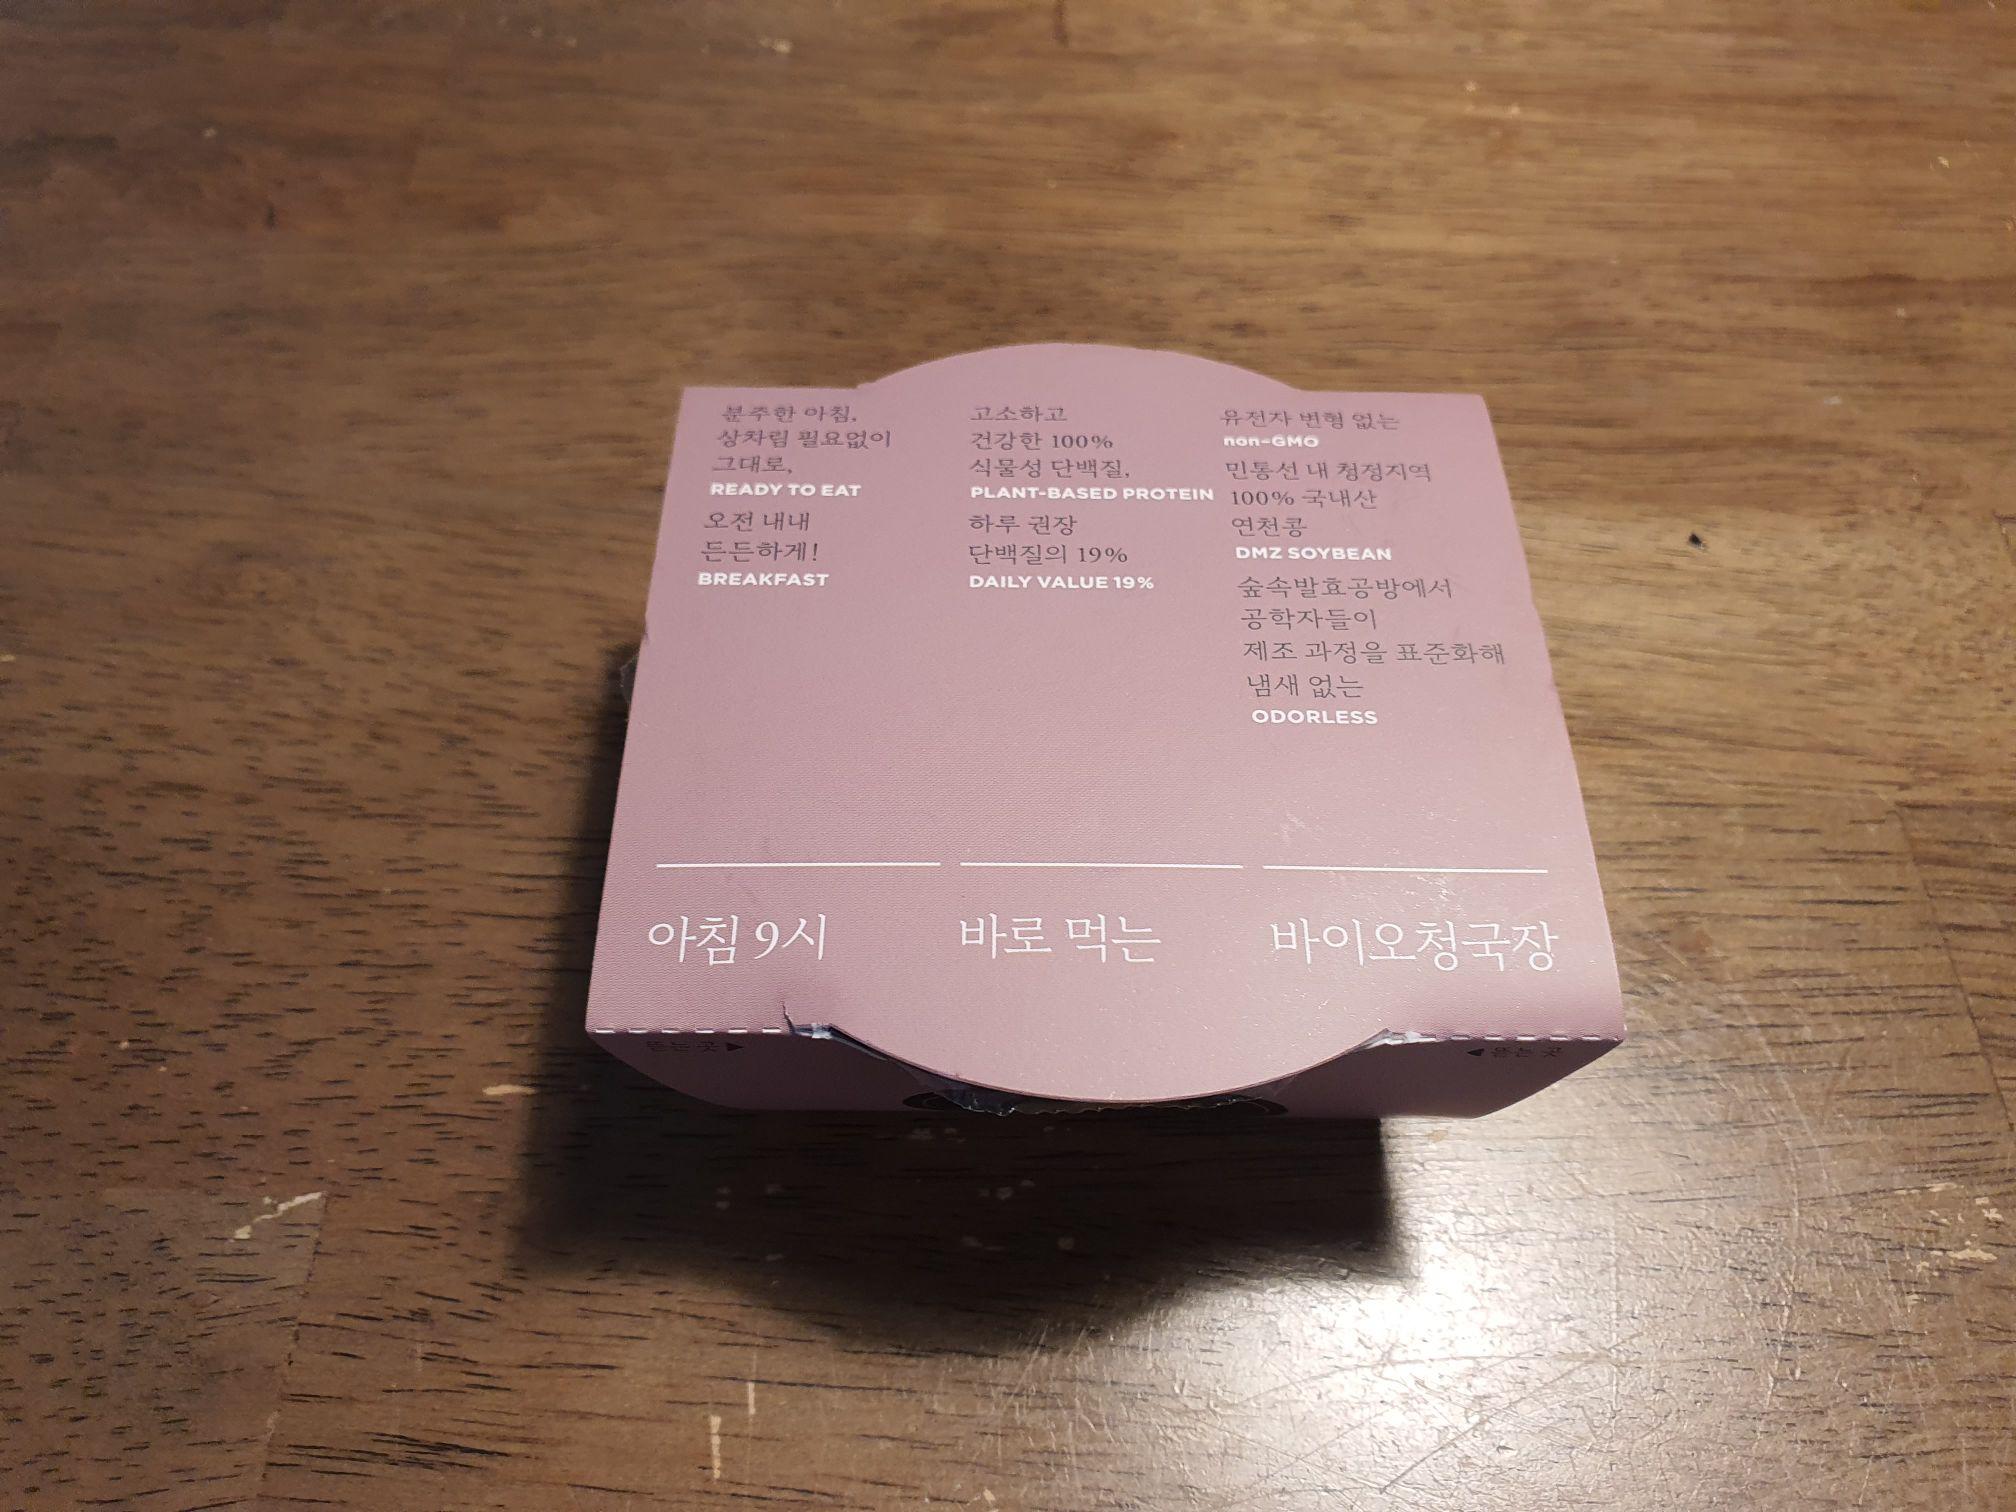 분주한 아침,
상차림 필요없이
그대로,
READY TO EAT
오전 내내
든든하게!
BREAKFAST
고소하고
건강한 100%
식물성 단백질,
PLANT-BASED PROTEIN
하루 권장
단백질의 19%
DAILY VALUE 19%
유전자 변형 없는
non-GMO
민통선 내 청정지역
100% 국내산
연천콩
DMZ SOYBEAN
숲속발효공방에서
공학자들이
제조 과정을 표준화해
냄새 없는
ODORLESS
아침 9시
바로 먹는
바이오청국장
뜯는 곳 ▶
◀ 뜯는 곳